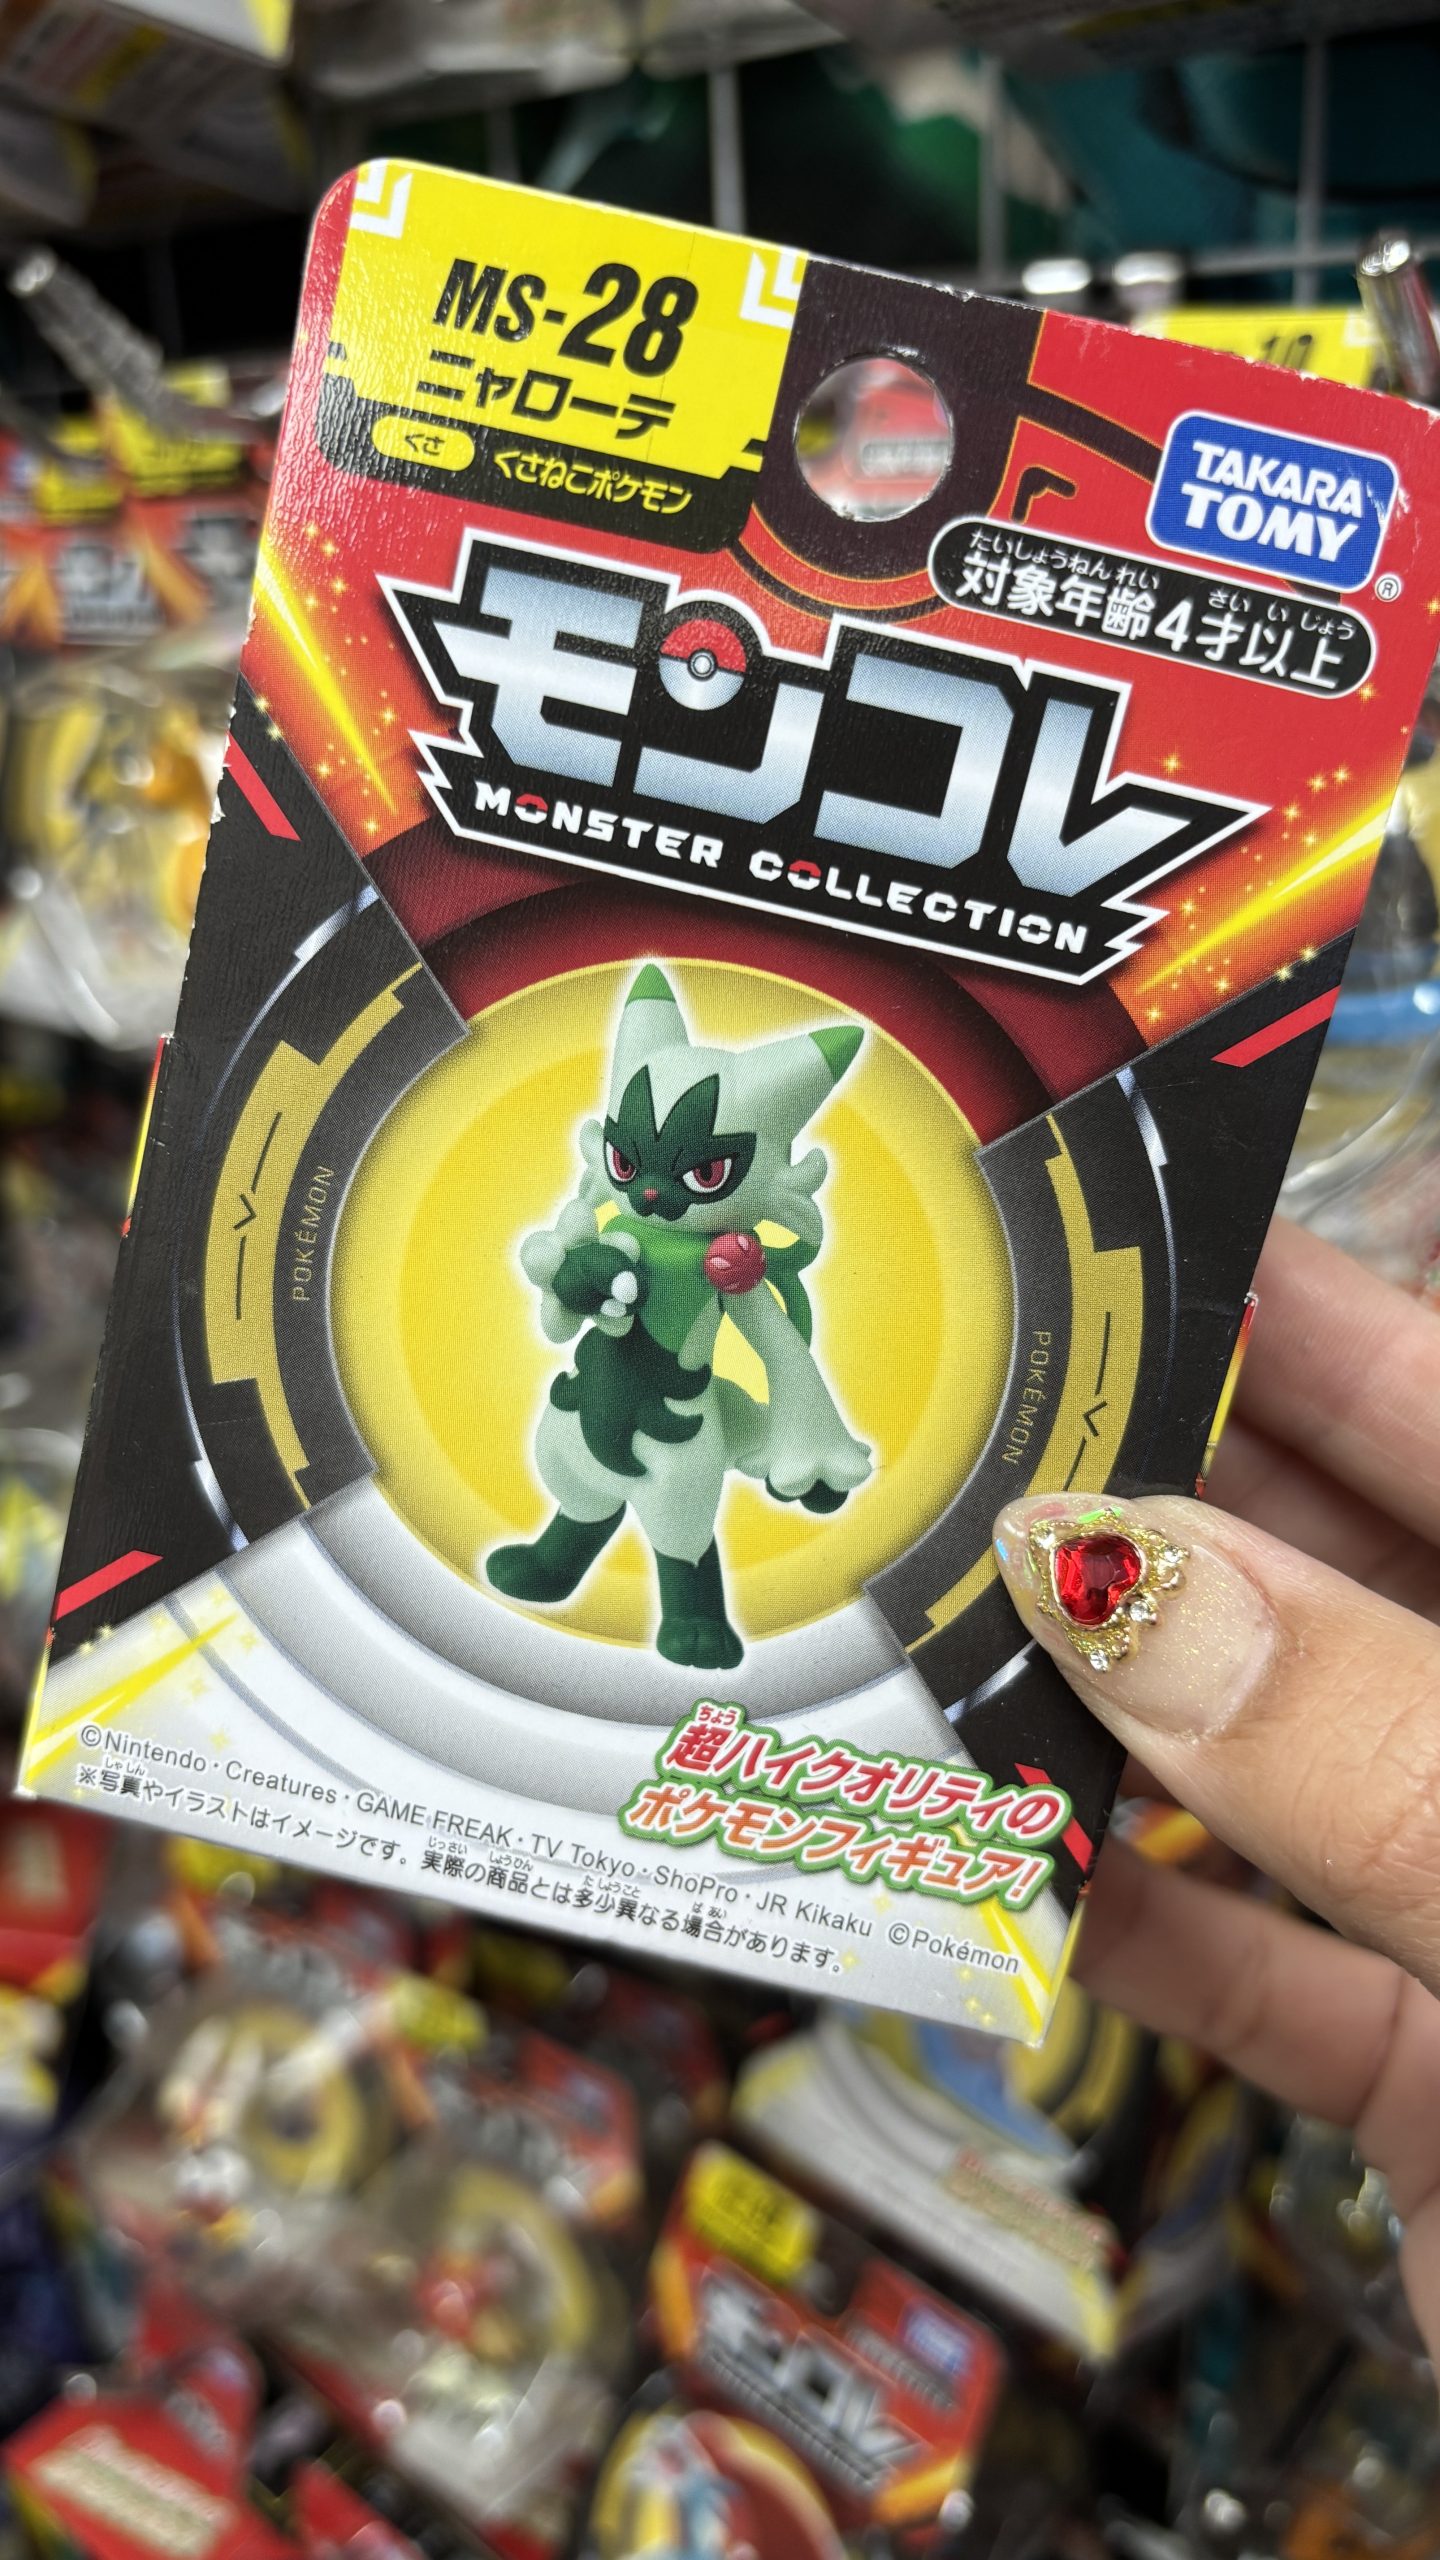 MS-28
ニャローテ
くさ くさねこポケモン
TAKARA
TOMY
®
たいしょうねんれい さい い じょう
対象年齢4才以上
モンコレ
MONSTER COLLECTION
POKÉMON
POKÉMON
ちょう
超ハイクオリティの
ポケモンフィギュア!
©Nintendo・Creatures・GAME FREAK・TV Tokyo・ShoPro・JR Kikaku ©Pokémon
しゃしん じっさい しょうひん たしょうこと ば あい
※写真やイラストはイメージです。実際の商品とは多少異なる場合があります。